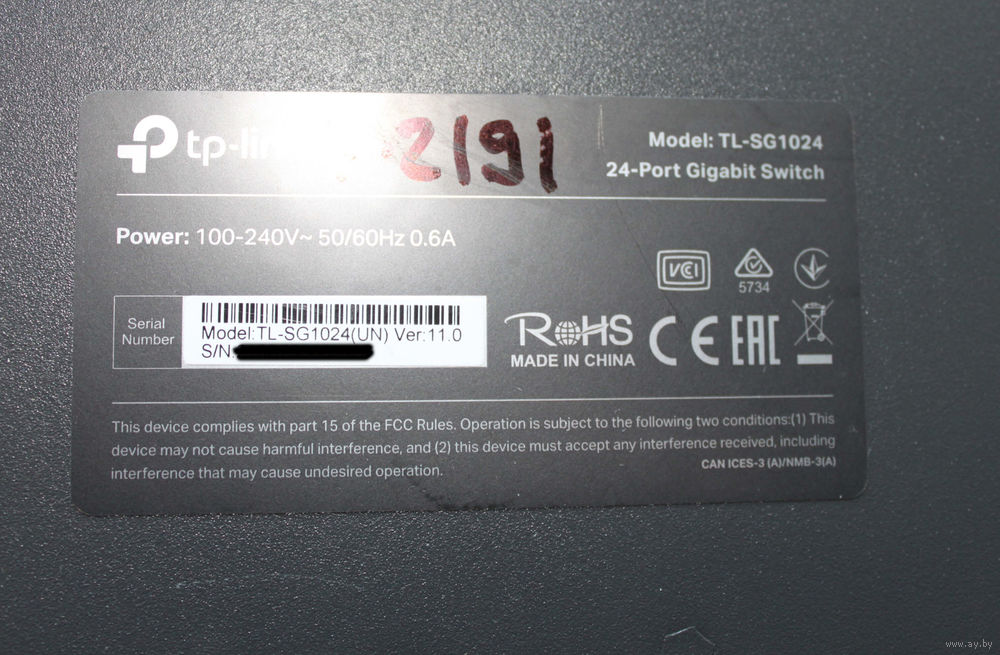 tp-link
2191
Model: TL-SG1024
24-Port Gigabit Switch
Power: 100-240V~ 50/60Hz 0.6A
VCCI
5734
Serial
Number
Model:TL-SG1024(UN) Ver:11.0
S/N:
RoHS
MADE IN CHINA
CE
EAC
This device complies with part 15 of the FCC Rules. Operation is subject to the following two conditions:(1) This
device may not cause harmful interference, and (2) this device must accept any interference received, including
interference that may cause undesired operation.
CAN ICES-3 (A)/NMB-3(A)
www.ay.by